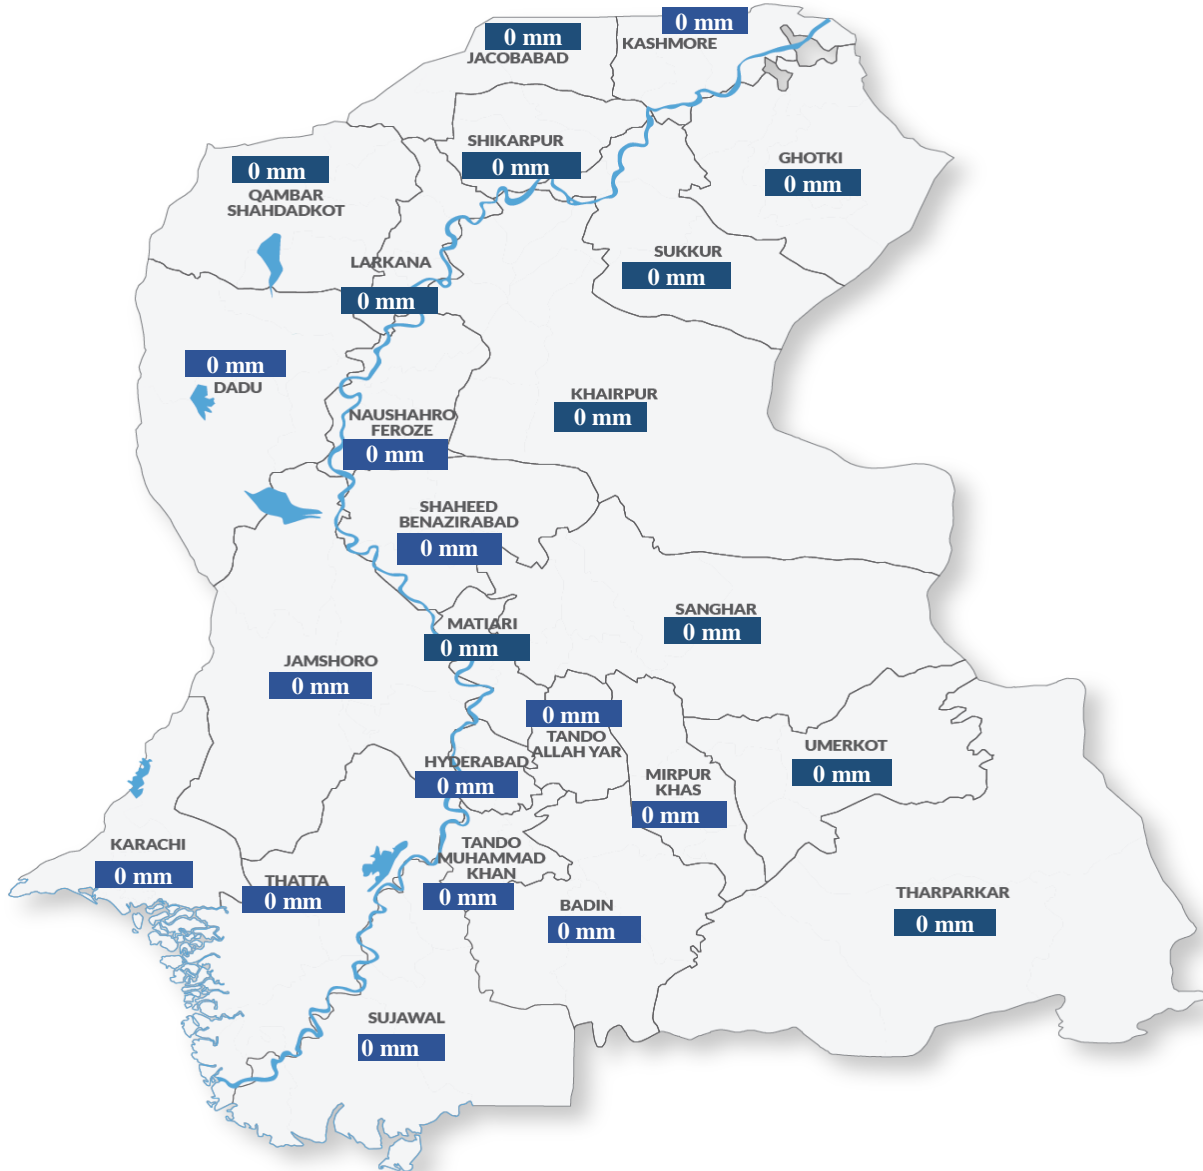 0 mm
KASHMORE
0 mm
JACOBABAD
SHIKARPUR
0 mm
GHOTKI
0 mm
0 mm
QAMBAR
SHAHDADKOT
SUKKUR
0 mm
LARKANA
0 mm
0 mm
DADU
KHAIRPUR
0 mm
NAUSHAHRO
FEROZE
0 mm
SHAHEED
BENAZIRABAD
0 mm
SANGHAR
0 mm
MATIARI
0 mm
JAMSHORO
0 mm
0 mm
TANDO
ALLAH YAR
UMERKOT
0 mm
HYDERABAD
0 mm
MIRPUR
KHAS
0 mm
KARACHI
0 mm
THATTA
0 mm
TANDO
MUHAMMAD
KHAN
0 mm
BADIN
0 mm
THARPARKAR
0 mm
SUJAWAL
0 mm